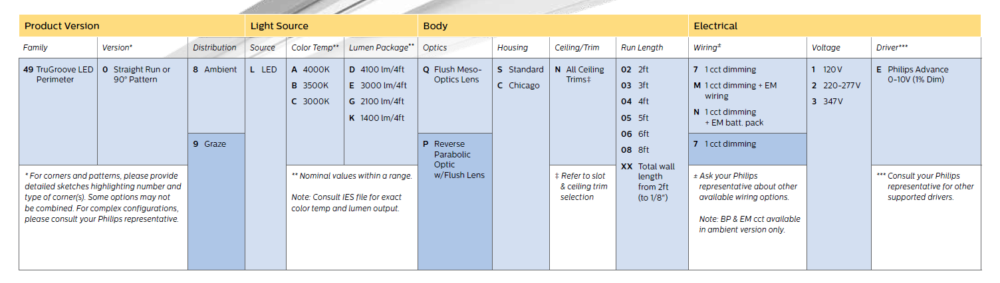 Product Version
Light Source
Body
Electrical
Family
Version*
Distribution
Source
Color Temp**
Lumen Package**
Optics
Housing
Ceiling/Trim
Run Length
Wiring±
Voltage
Driver***
49 TruGroove LED
Perimeter
0 Straight Run or
90° Pattern
8 Ambient
9 Graze
L LED
A 4000K
B 3500K
C 3000K
D 4100 lm/4ft
E 3000 lm/4ft
G 2100 lm/4ft
K 1400 lm/4ft
Q Flush Meso-
Optics Lens
P Reverse
Parabolic
Optic
w/Flush Lens
S Standard
C Chicago
N All Ceiling
Trims‡
02 2ft
03 3ft
04 4ft
05 5ft
06 6ft
08 8ft
XX Total wall
length
from 2ft
(to 1/8")
7 1 cct dimming
M 1 cct dimming + EM
wiring
N 1 cct dimming
+ EM batt. pack
7 1 cct dimming
1 120 V
2 220-277V
3 347V
E Philips Advance
0-10V (1% Dim)
* For corners and patterns, please provide
detailed sketches highlighting number and
type of corner(s). Some options may not
be combined. For complex configurations,
please consult your Philips representative.
** Nominal values within a range.
Note: Consult IES file for exact
color temp and lumen output.
‡ Refer to slot
& ceiling trim
selection
± Ask your Philips
representative about other
available wiring options.
Note: BP & EM cct available
in ambient version only.
*** Consult your Philips
representative for other
supported drivers.